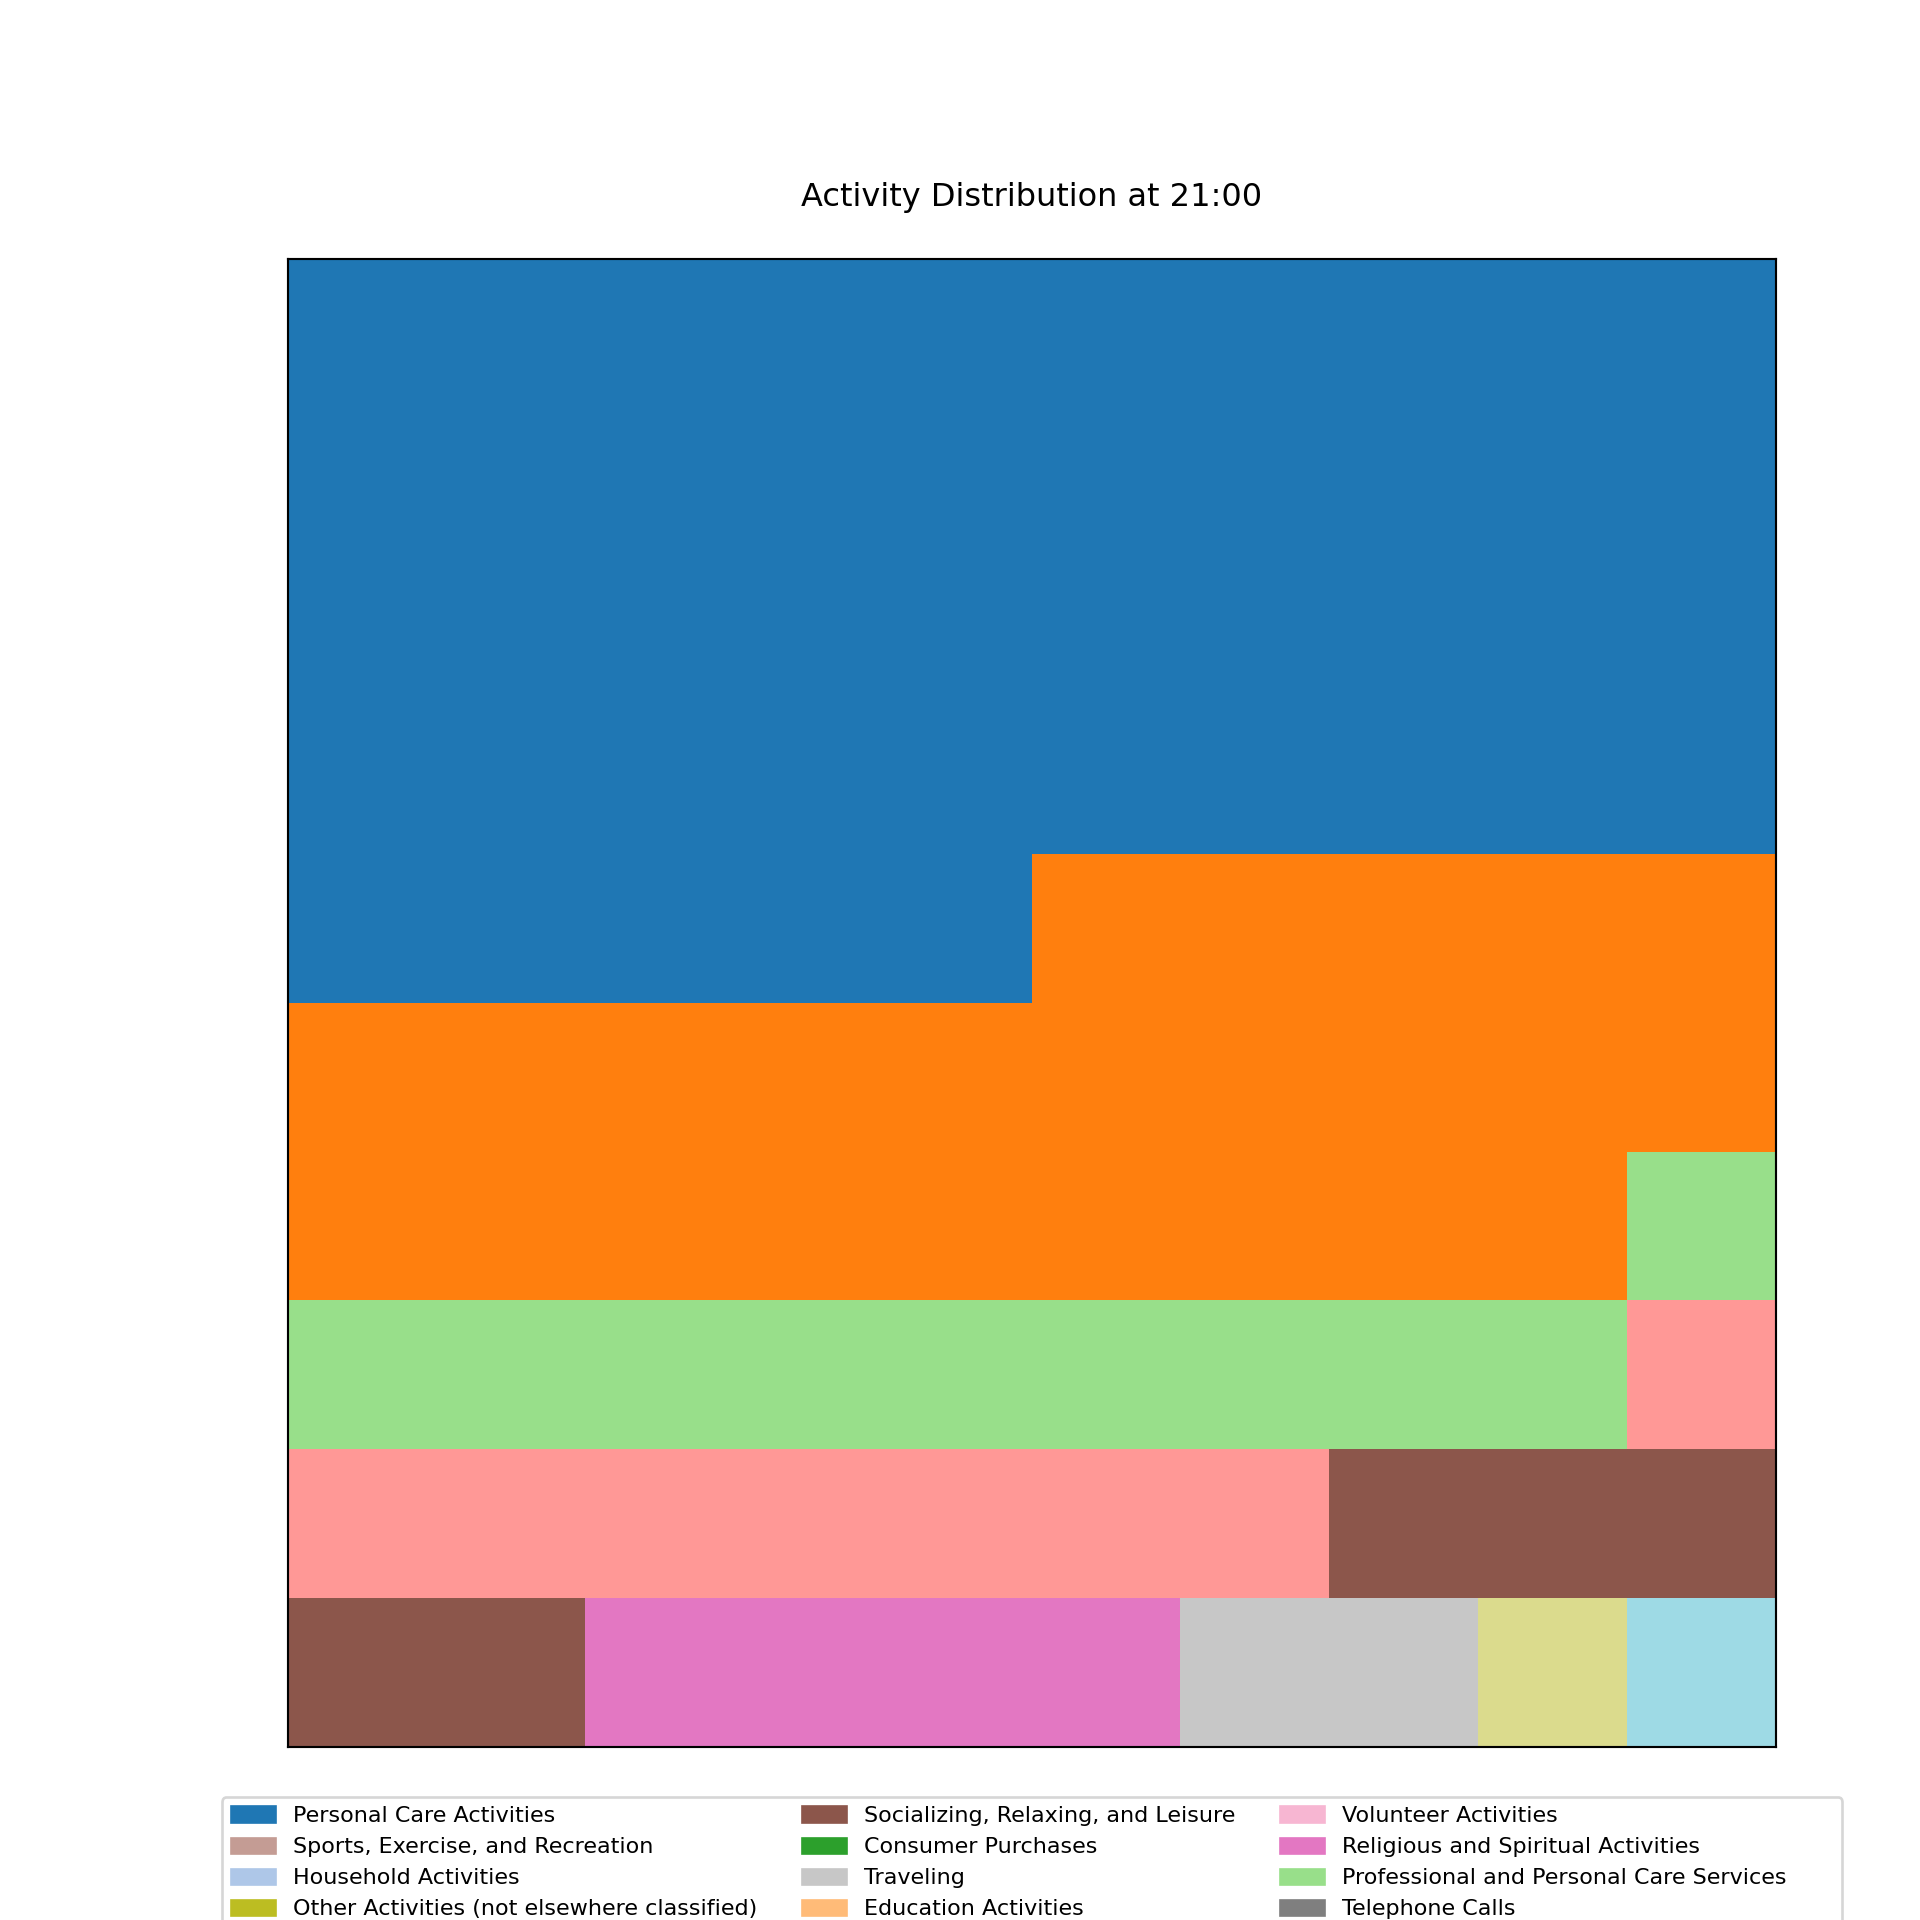 Activity Distribution at 21:00
Personal Care Activities
Sports, Exercise, and Recreation
Household Activities
Other Activities (not elsewhere classified)
Socializing, Relaxing, and Leisure
Consumer Purchases
Traveling
Education Activities
Volunteer Activities
Religious and Spiritual Activities
Professional and Personal Care Services
Telephone Calls